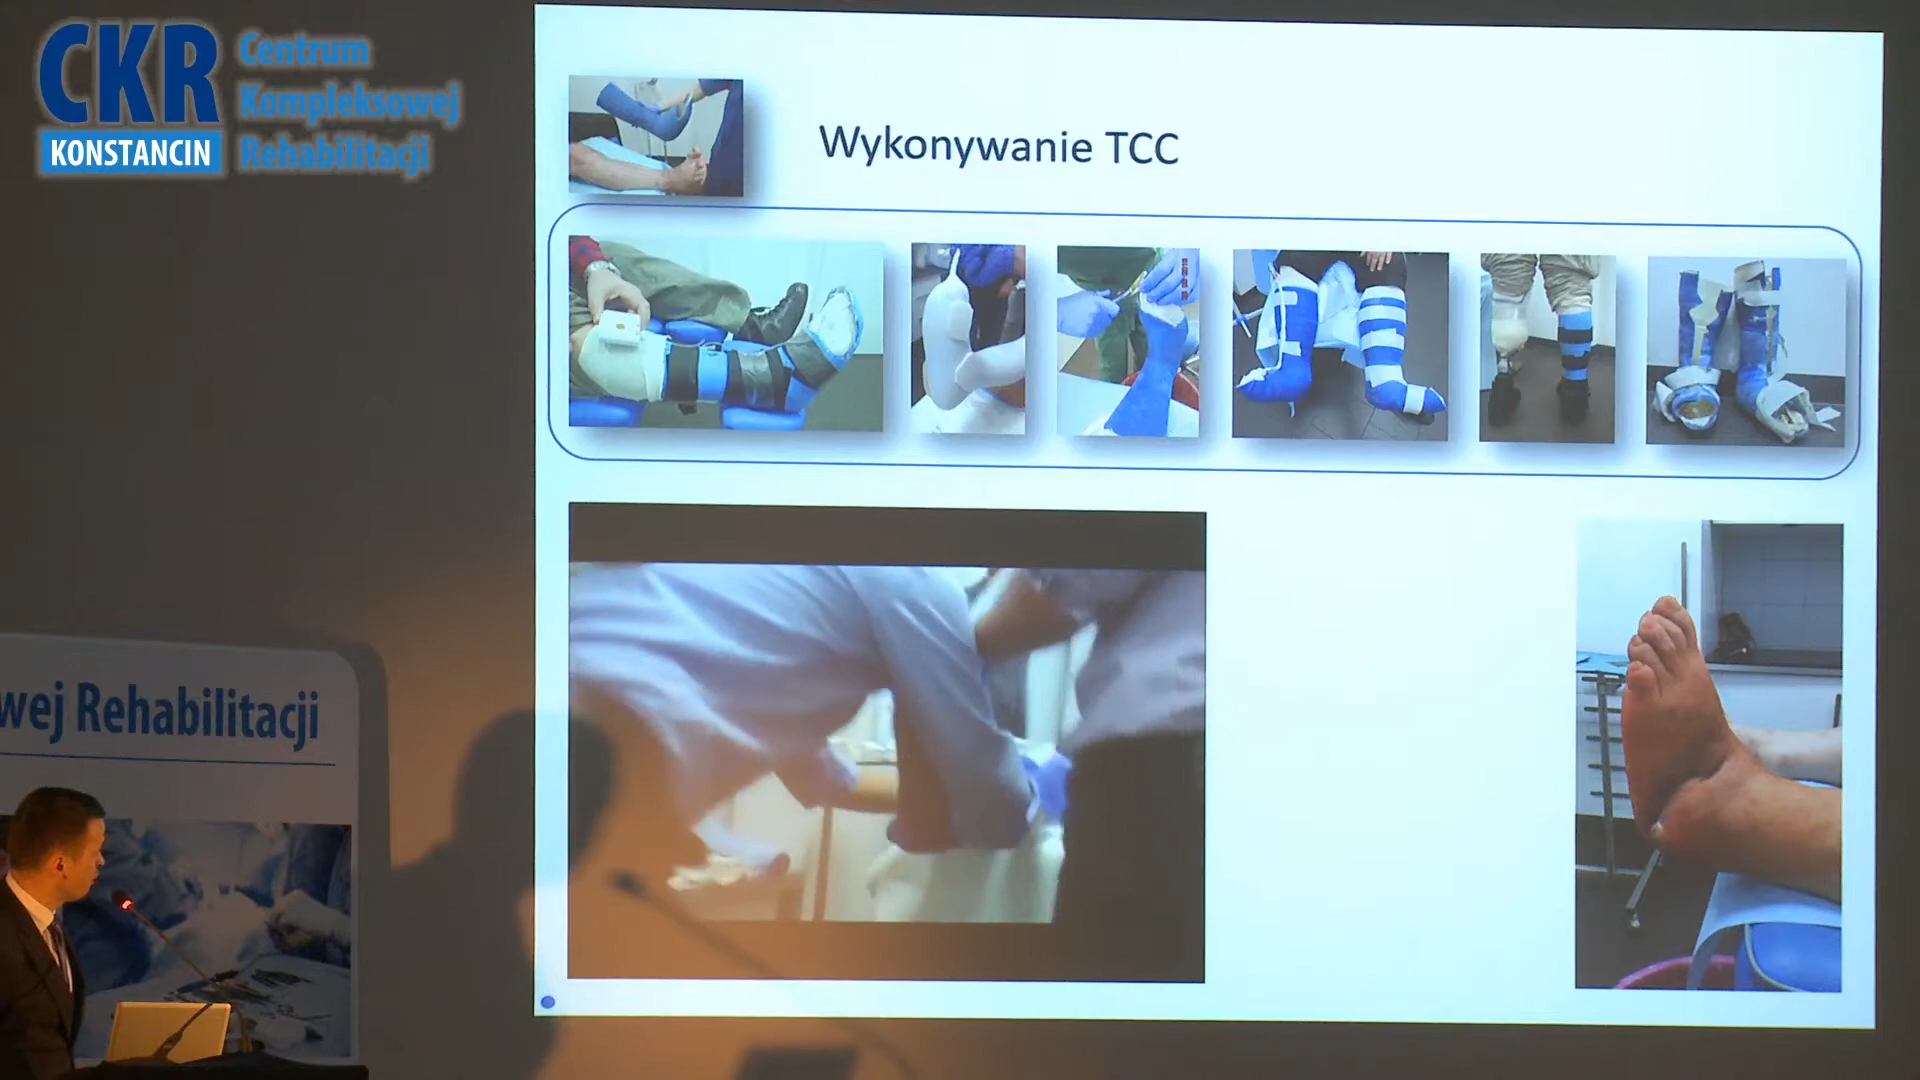 CKR
KONSTANCIN
Centrum
Kompleksowej
Rehabilitacji
Wykonywanie TCC
wej Rehabilitacji